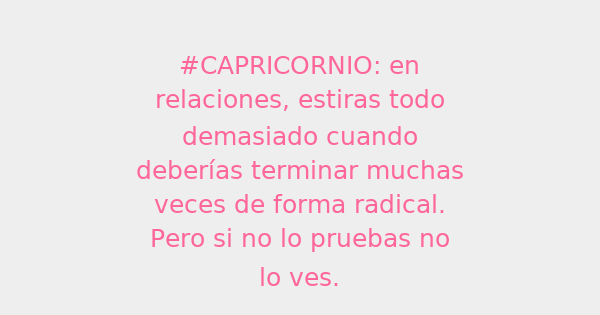 #CAPRICORNIO: en
relaciones, estiras todo
demasiado cuando
deberías terminar muchas
veces de forma radical.
Pero si no lo pruebas no
lo ves.